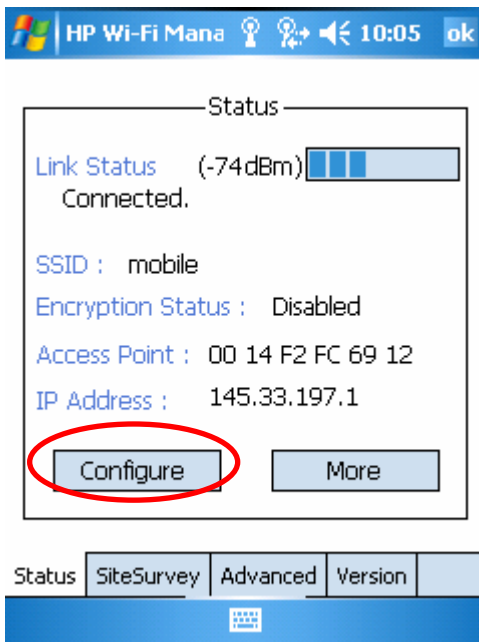 HP Wi-Fi Mana 10:05 ok
Status
Link Status (-74dBm)
Connected.
SSID : mobile
Encryption Status : Disabled
Access Point : 00 14 F2 FC 69 12
IP Address : 145.33.197.1
Configure More
Status SiteSurvey Advanced Version